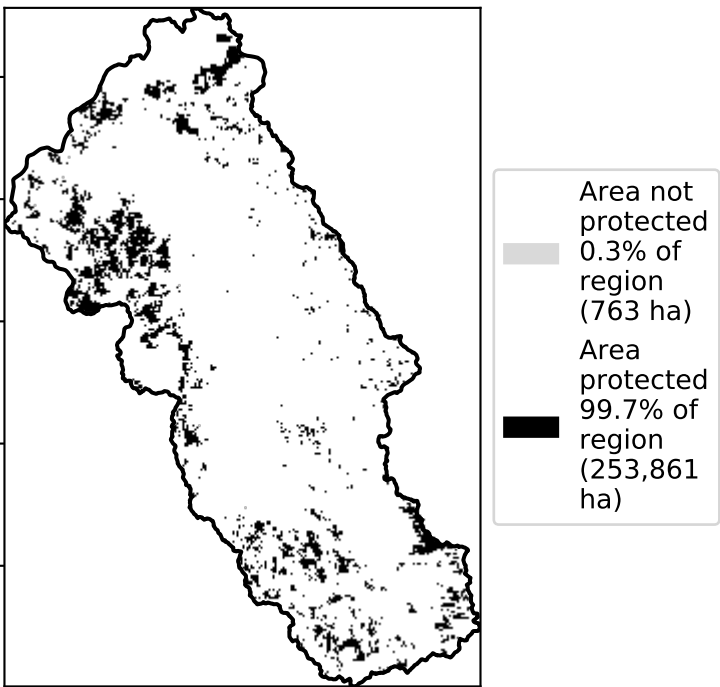 Area not
protected
0.3% of
region
(763 ha)
Area
protected
99.7% of
region
(253,861
ha)